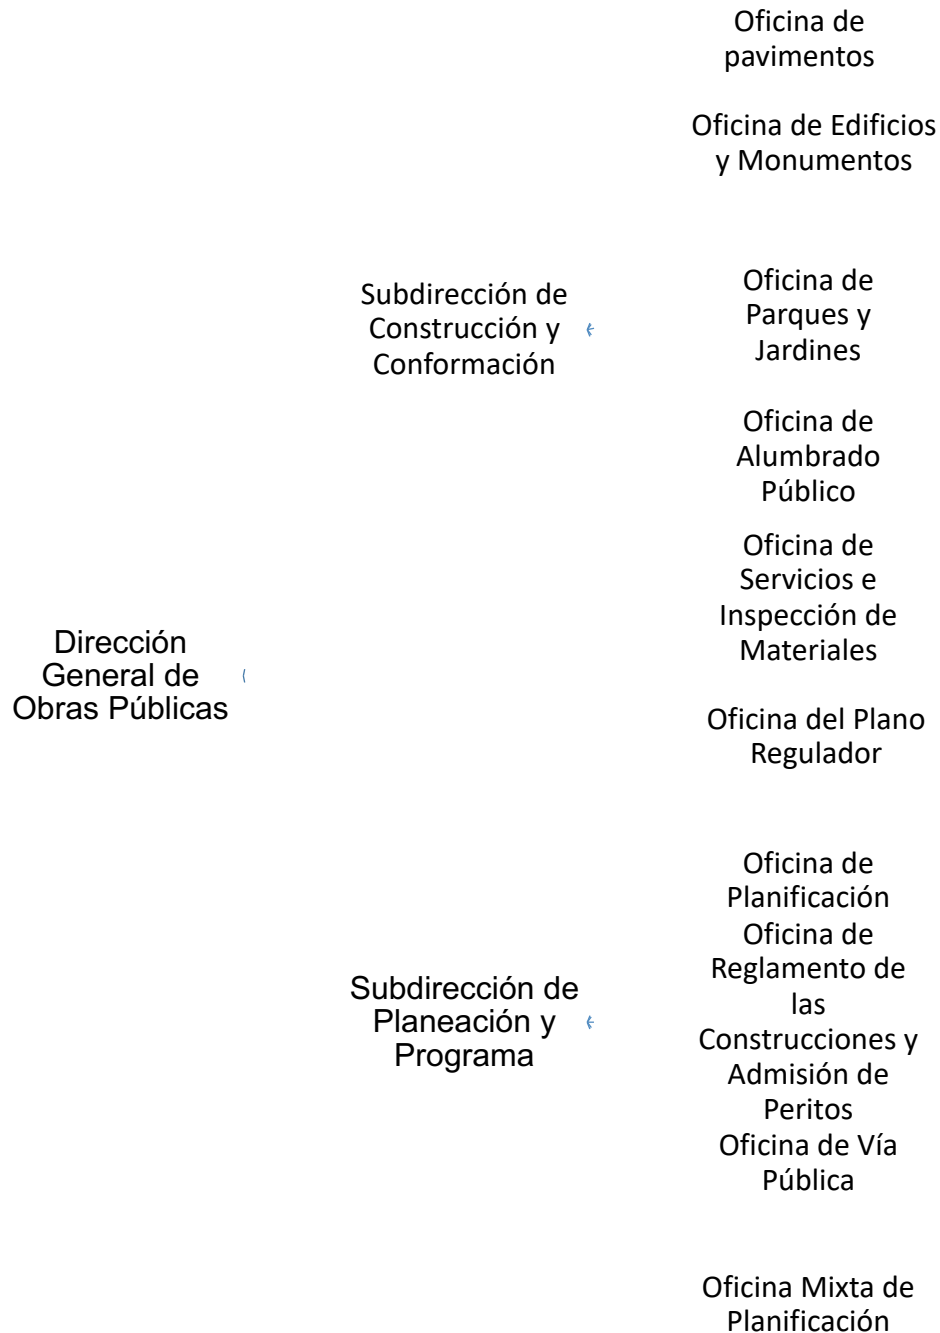 Oficina de
pavimentos
Oficina de Edificios
y Monumentos
Subdirección de
Construcción y
Conformación
Oficina de
Parques y
Jardines
Oficina de
Alumbrado
Público
Oficina de
Servicios e
Inspección de
Materiales
Dirección
General de
Obras Públicas
Oficina del Plano
Regulador
Oficina de
Planificación
Oficina de
Reglamento de
las
Construcciones y
Admisión de
Peritos
Subdirección de
Planeación y
Programa
Oficina de Vía
Pública
Oficina Mixta de
Planificación